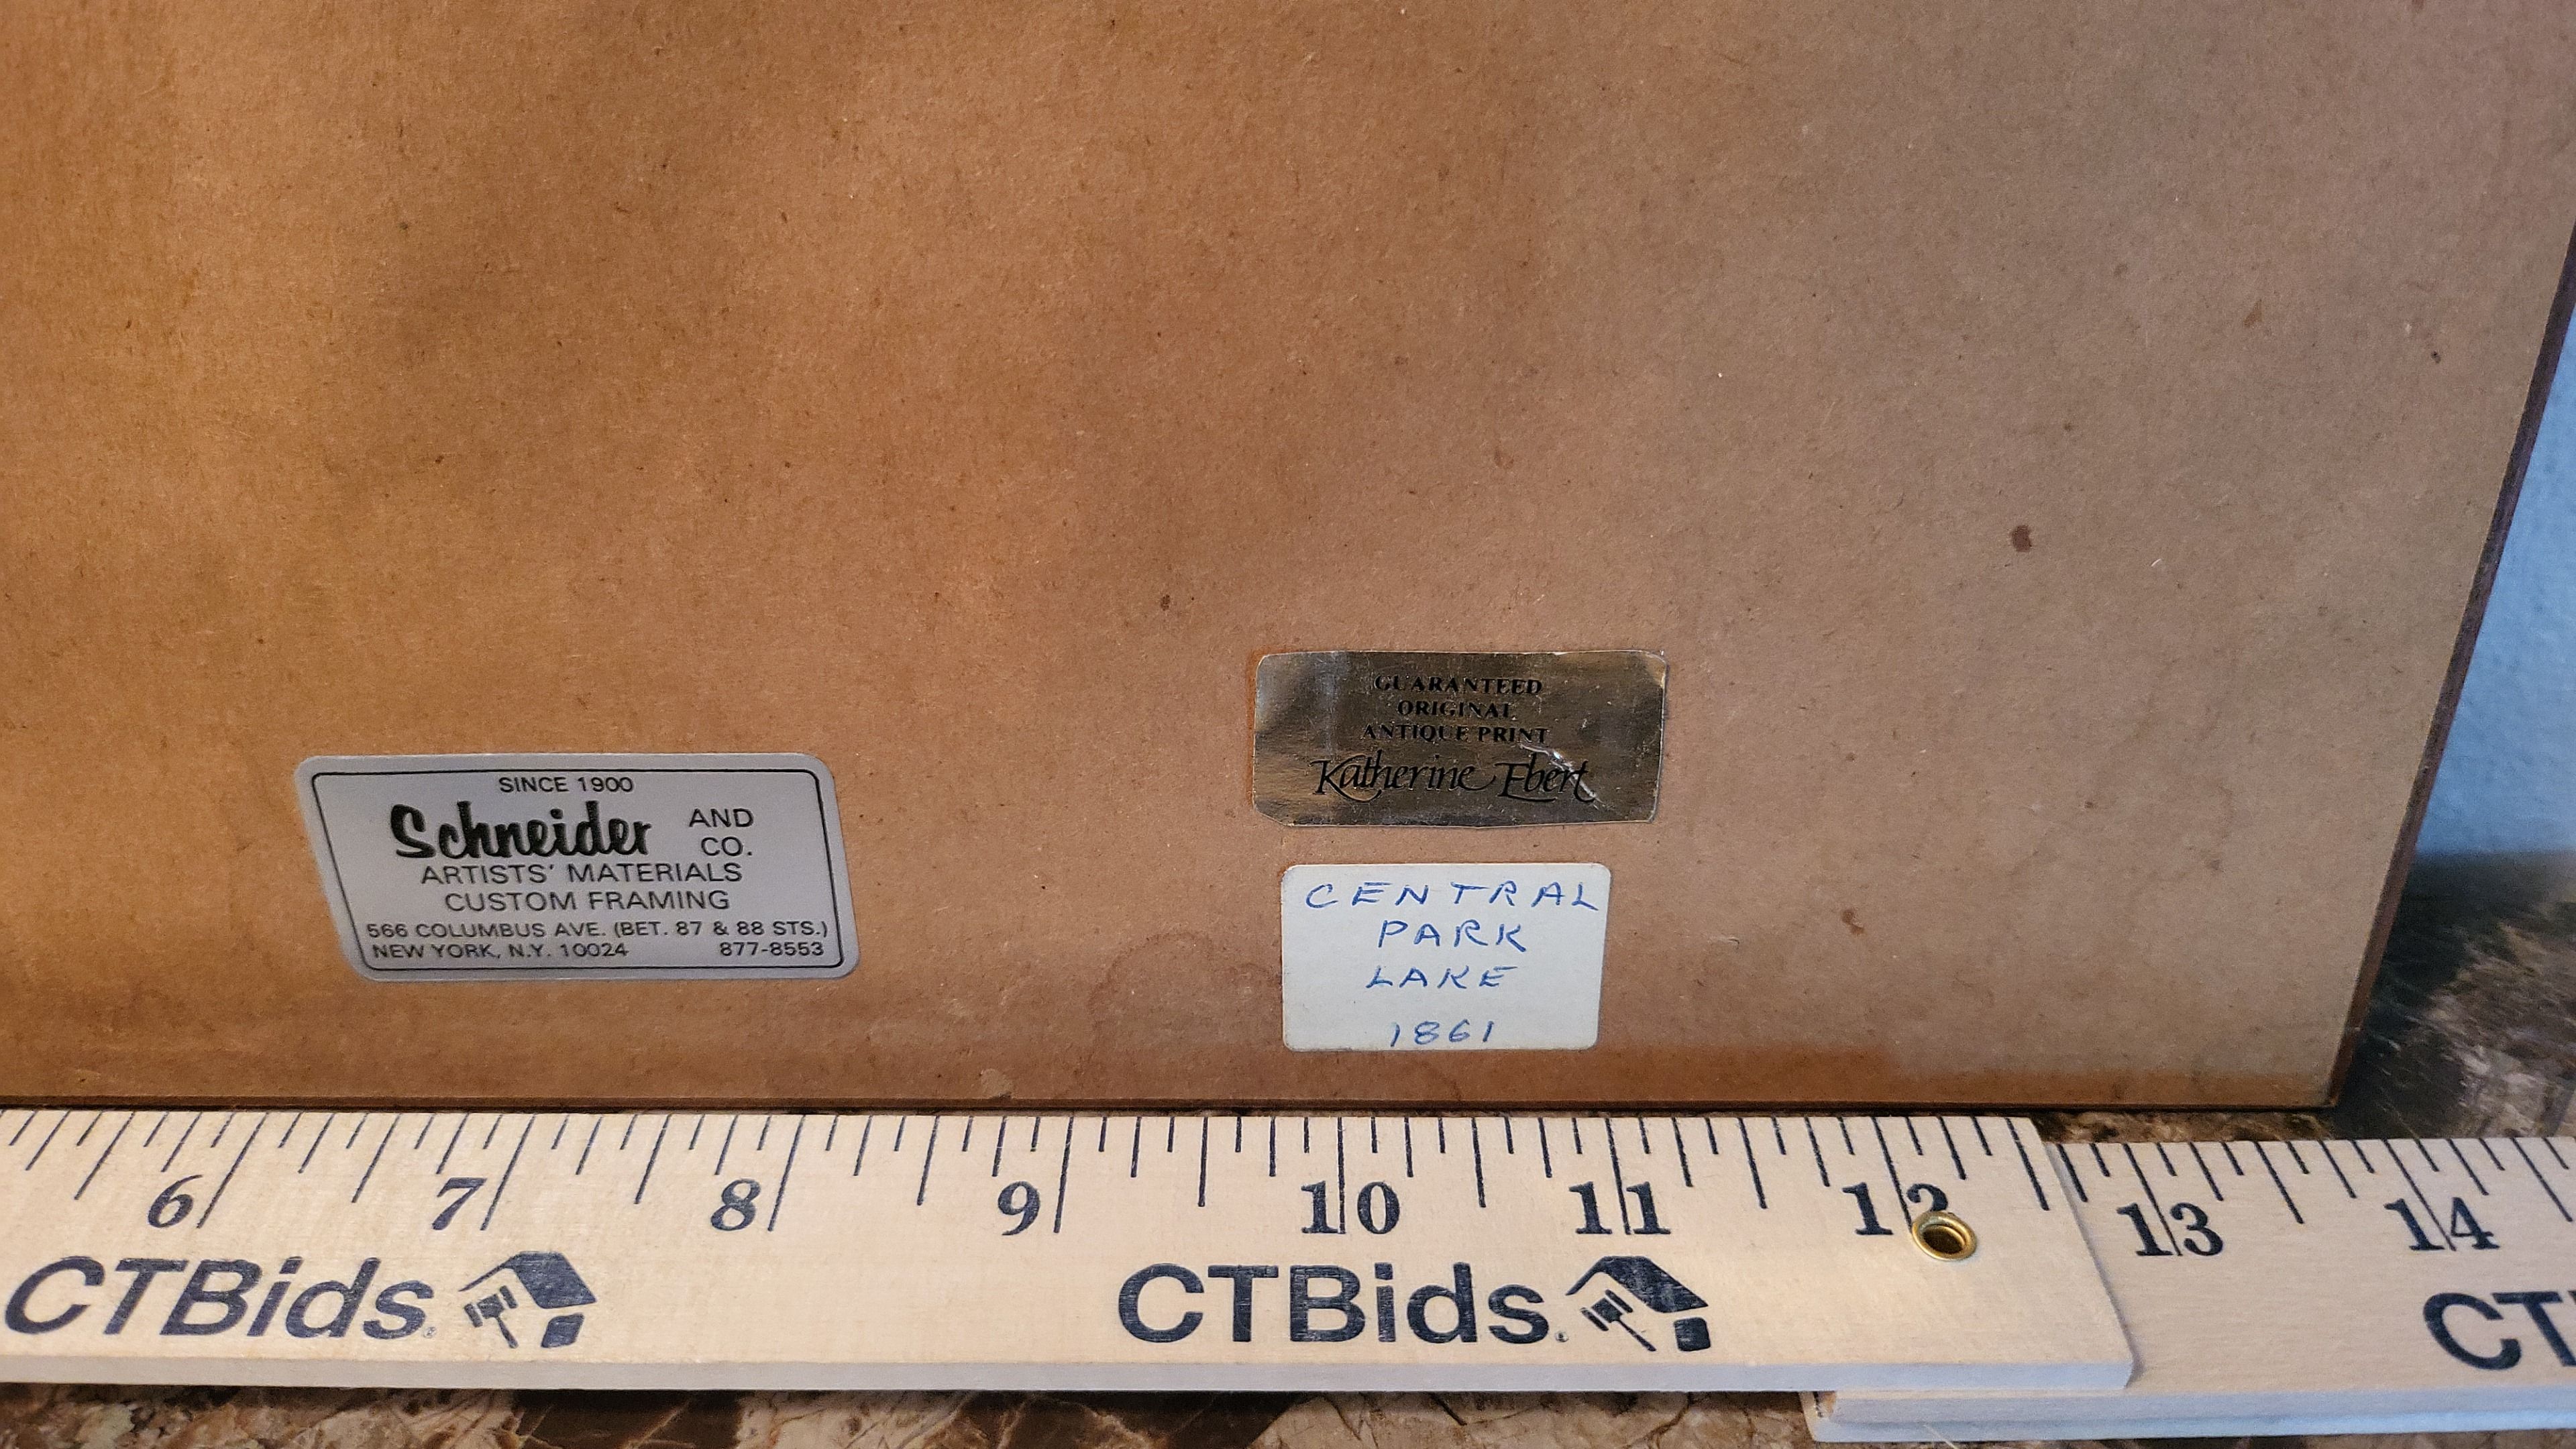 GUARANTEED
ORIGINAL
ANTIQUE PRINT
Katherine Ebert
SINCE 1900
Schneider AND CO.
ARTISTS' MATERIALS
CUSTOM FRAMING
566 COLUMBUS AVE. (BET. 87 & 88 STS.)
NEW YORK, N.Y. 10024 877-8553
CENTRAL
PARK
LAKE
1861
6 7 8 9 10 11 12 13 14
CTBids. CTBids. CT